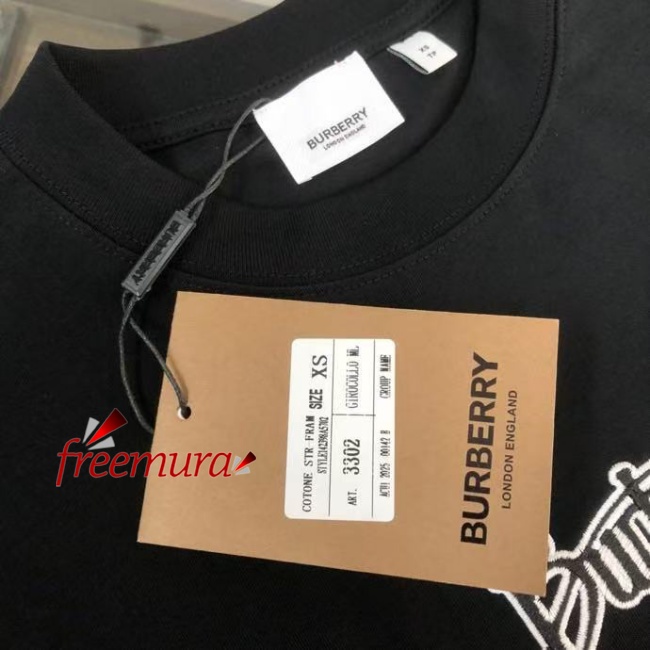 BURBERRY
LONDON ENGLAND
XS
TP
freemura
COTONE STR-FRAM SIZE XS
ART. 3302
GIROCOLLO ML
GROUP NAME
BURBERRY
LONDON ENGLAND